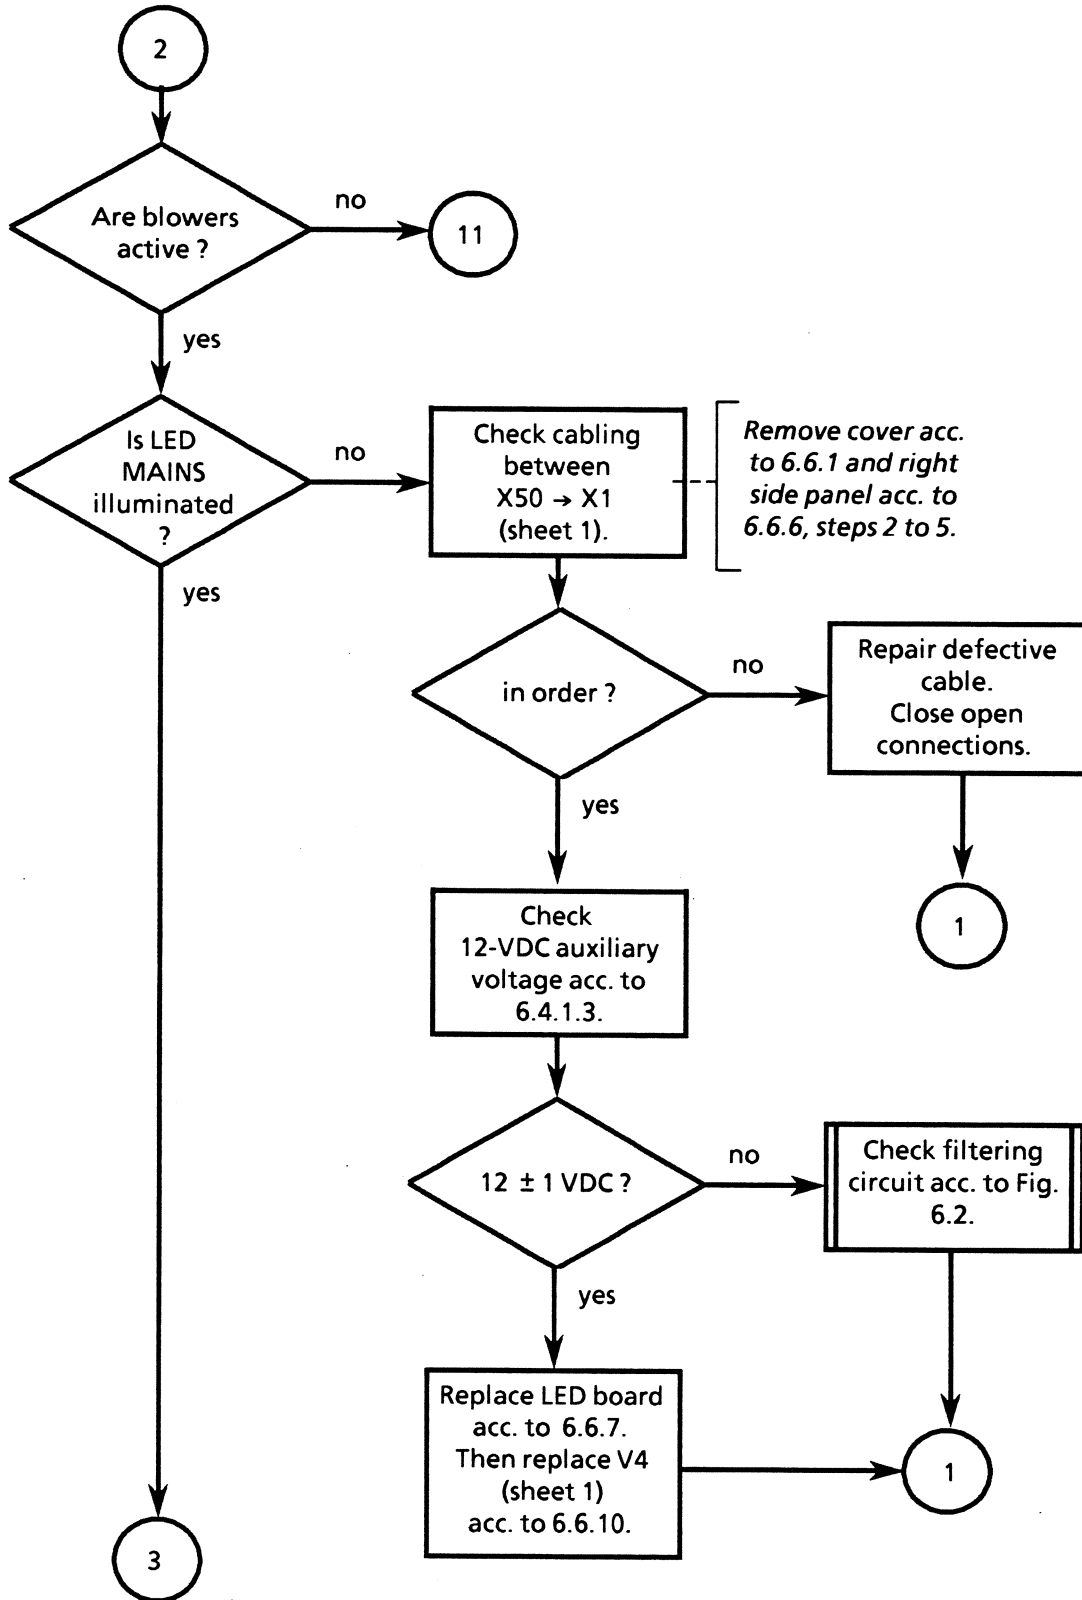 2
Are blowers
active ?
no
11
yes
Is LED
MAINS
illuminated
?
no
Check cabling
between
X50 → X1
(sheet 1).
Remove cover acc.
to 6.6.1 and right
side panel acc. to
6.6.6, steps 2 to 5.
yes
in order ?
no
Repair defective
cable.
Close open
connections.
yes
1
Check
12-VDC auxiliary
voltage acc. to
6.4.1.3.
12 ± 1 VDC ?
no
Check filtering
circuit acc. to Fig.
6.2.
yes
Replace LED board
acc. to 6.6.7.
Then replace V4
(sheet 1)
acc. to 6.6.10.
1
3